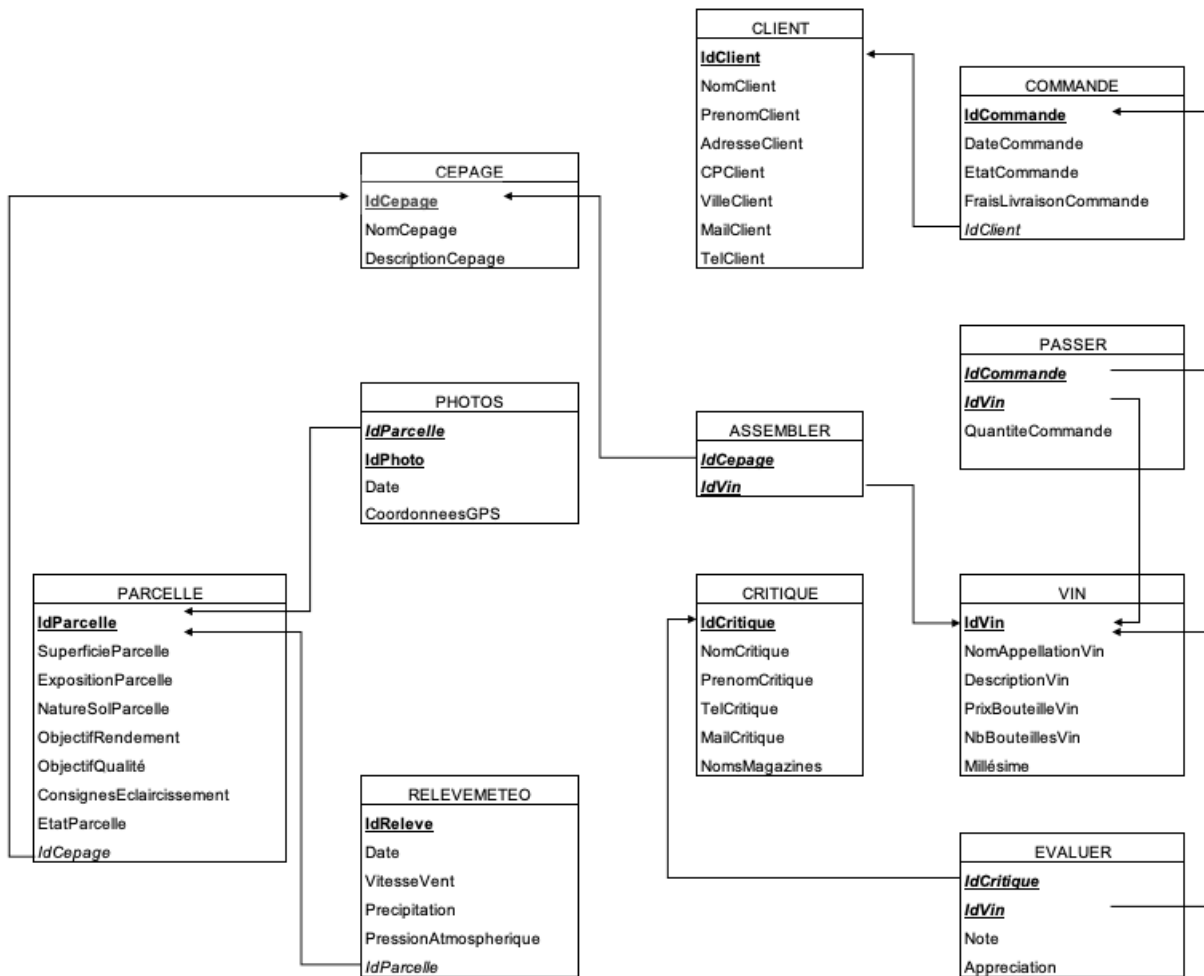 CLIENT
IdClient
NomClient
PrenomClient
AdresseClient
CPClient
VilleClient
MailClient
TelClient
COMMANDE
IdCommande
DateCommande
EtatCommande
FraisLivraisonCommande
IdClient
CEPAGE
IdCepage
NomCepage
DescriptionCepage
PASSER
IdCommande
IdVin
QuantiteCommande
PHOTOS
IdParcelle
IdPhoto
Date
CoordonneesGPS
ASSEMBLER
IdCepage
IdVin
PARCELLE
IdParcelle
SuperficieParcelle
ExpositionParcelle
NatureSolParcelle
ObjectifRendement
ObjectifQualité
ConsignesEclaircissement
EtatParcelle
IdCepage
CRITIQUE
IdCritique
NomCritique
PrenomCritique
TelCritique
MailCritique
NomsMagazines
VIN
IdVin
NomAppellationVin
DescriptionVin
PrixBouteilleVin
NbBouteillesVin
Millésime
RELEVEMETEO
IdReleve
Date
VitesseVent
Precipitation
PressionAtmospherique
IdParcelle
EVALUER
IdCritique
IdVin
Note
Appreciation